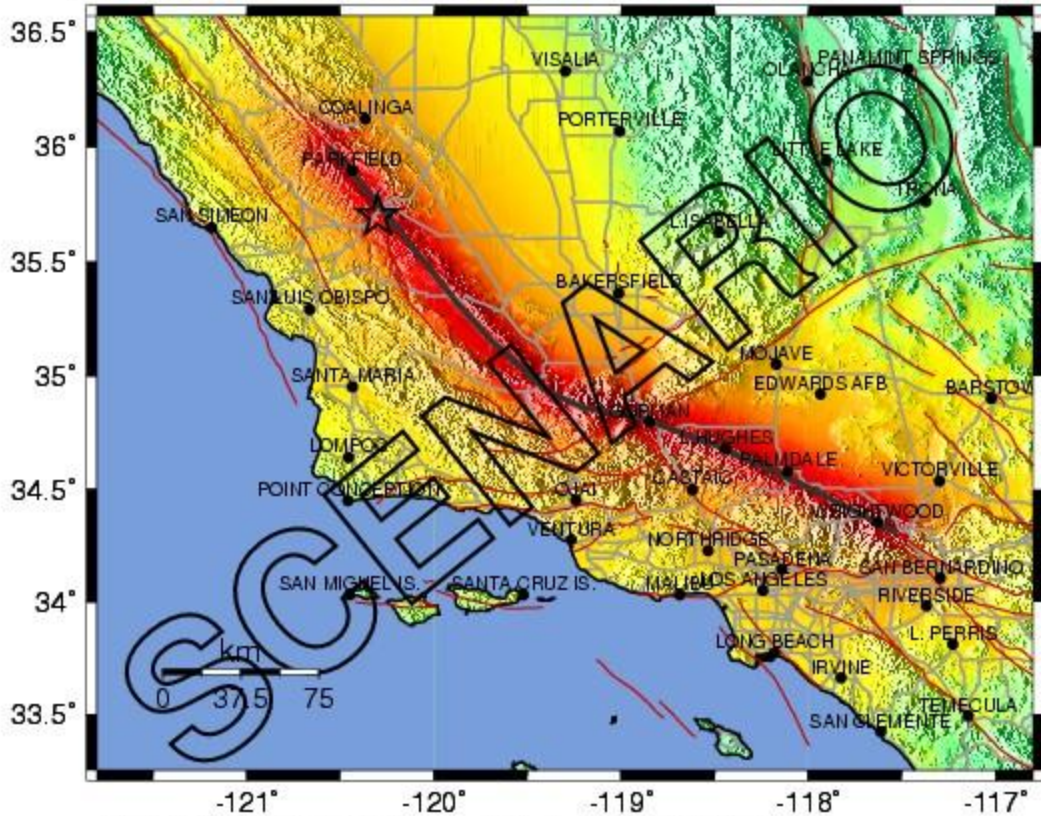 36.5°
VISALIA
PANAMINT SPRINGS
COALINGA
PORTERVILLE
36°
PARKFIELD
LITTLE LAKE
TRONA
SAN SIMEON
L.ISABELLA
35.5°
BAKERSFIELD
SAN LUIS OBISPO
MOJAVE
35°
SANTA MARIA
EDWARDS AFB
BARSTOW
L.HUGHES
LOMPOC
PALMDALE
VICTORVILLE
34.5°
POINT CONCEPTION
OJAI
CASTAIC
WRIGHTWOOD
VENTURA
NORTHRIDGE
PASADENA
SAN BERNARDINO
SAN MIGUEL IS.
SANTA CRUZ IS.
MALIBU
LOS ANGELES
RIVERSIDE
34°
km
LONG BEACH
L. PERRIS
0 37.5 75
IRVINE
33.5°
TEMECULA
SAN CLEMENTE
SCENARIO
-121° -120° -119° -118° -117°